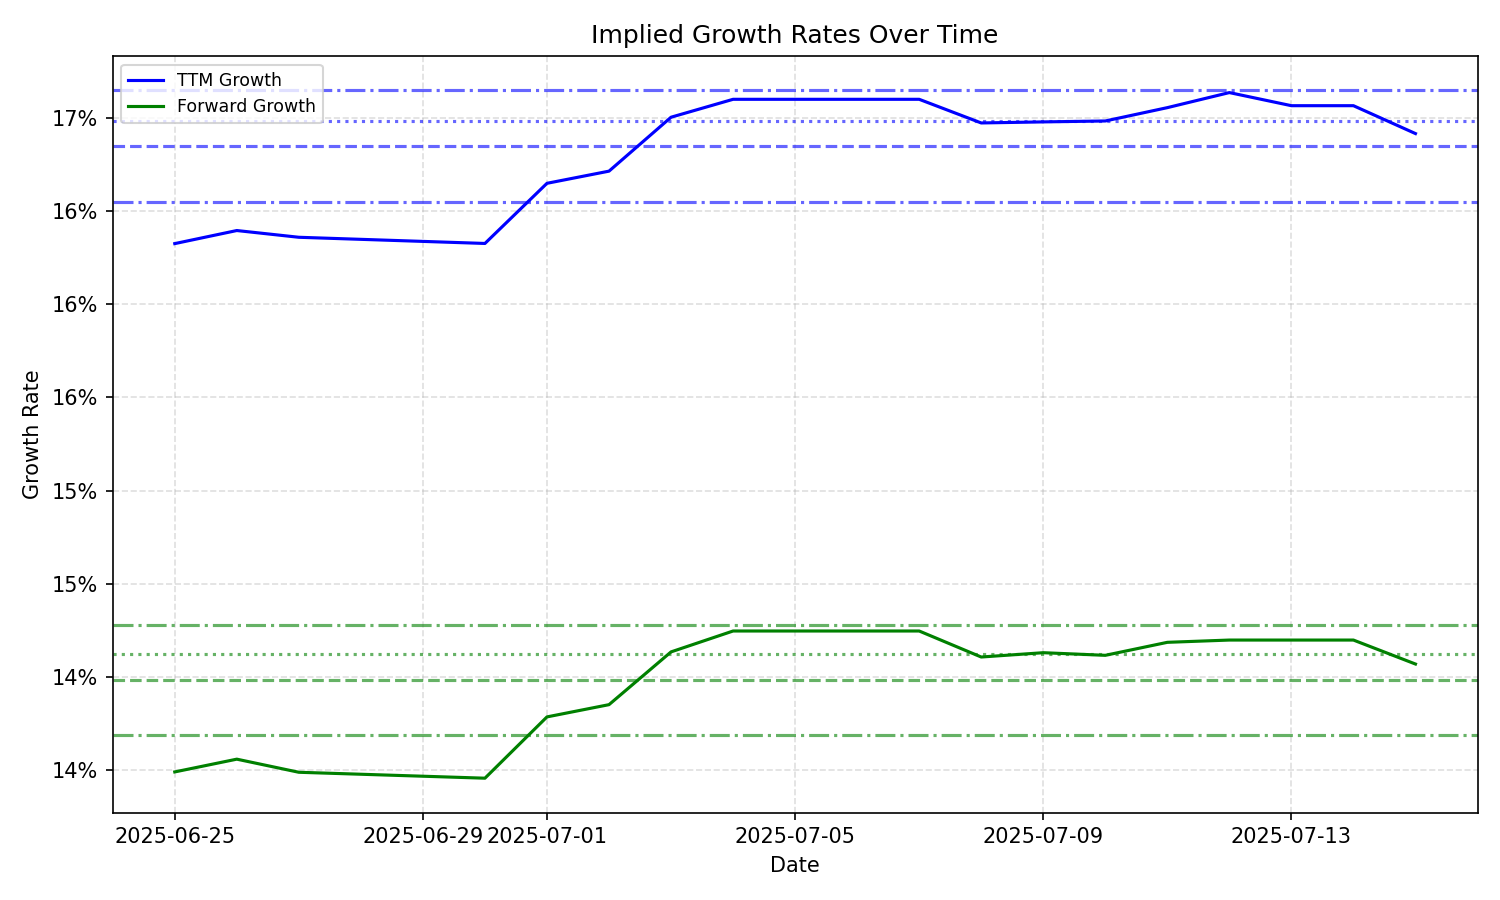 Implied Growth Rates Over Time
TTM Growth
Forward Growth
17%
16%
16%
16%
15%
15%
14%
14%
Growth Rate
2025-06-25
2025-06-29
2025-07-01
2025-07-05
2025-07-09
2025-07-13
Date